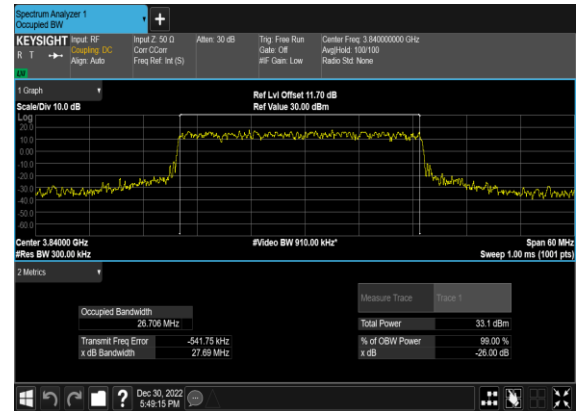 Spectrum Analyzer 1
Occupied BW
+
KEYSIGHT Input: RF Input Z: 50 Ω Atten: 30 dB Trig: Free Run Center Freq: 3.840000000 GHz
R T Coupling: DC Corr CCorr Gate: Off Avg|Hold: 100/100
Align: Auto Freq Ref: Int (S) #IF Gain: Low Radio Std: None
LXI
1 Graph Ref Lvl Offset 11.70 dB
Scale/Div 10.0 dB Ref Value 30.00 dBm
Log
20.0
10.0
0.00
-10.0
-20.0
-30.0
-40.0
-50.0
-60.0
Center 3.84000 GHz #Video BW 910.00 kHz* Span 60 MHz
#Res BW 300.00 kHz Sweep 1.00 ms (1001 pts)
2 Metrics
Measure Trace Trace 1
Occupied Bandwidth
26.706 MHz Total Power 33.1 dBm
Transmit Freq Error -541.75 kHz % of OBW Power 99.00 %
x dB Bandwidth 27.69 MHz x dB -26.00 dB
? Dec 30, 2022
5:49:15 PM